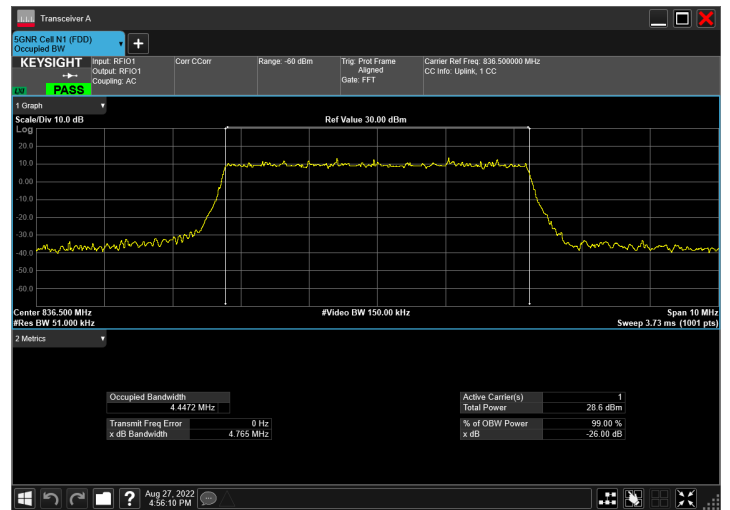 Transceiver A
5GNR Cell N1 (FDD)
Occupied BW
KEYSIGHT
LXI
PASS
Input: RFIO1
Output: RFIO1
Coupling: AC
Corr CCorr
Range: -60 dBm
Trig: Prot Frame
Aligned
Gate: FFT
Carrier Ref Freq: 836.500000 MHz
CC Info: Uplink, 1 CC
1 Graph
Scale/Div 10.0 dB
Ref Value 30.00 dBm
Log
20.0
10.0
0.00
-10.0
-20.0
-30.0
-40.0
-50.0
-60.0
Center 836.500 MHz
#Video BW 150.00 kHz
Span 10 MHz
#Res BW 51.000 kHz
Sweep 3.73 ms (1001 pts)
2 Metrics
Occupied Bandwidth
4.4472 MHz
Transmit Freq Error 0 Hz
x dB Bandwidth 4.765 MHz
Active Carrier(s) 1
Total Power 28.6 dBm
% of OBW Power 99.00 %
x dB -26.00 dB
Aug 27, 2022
4:56:10 PM